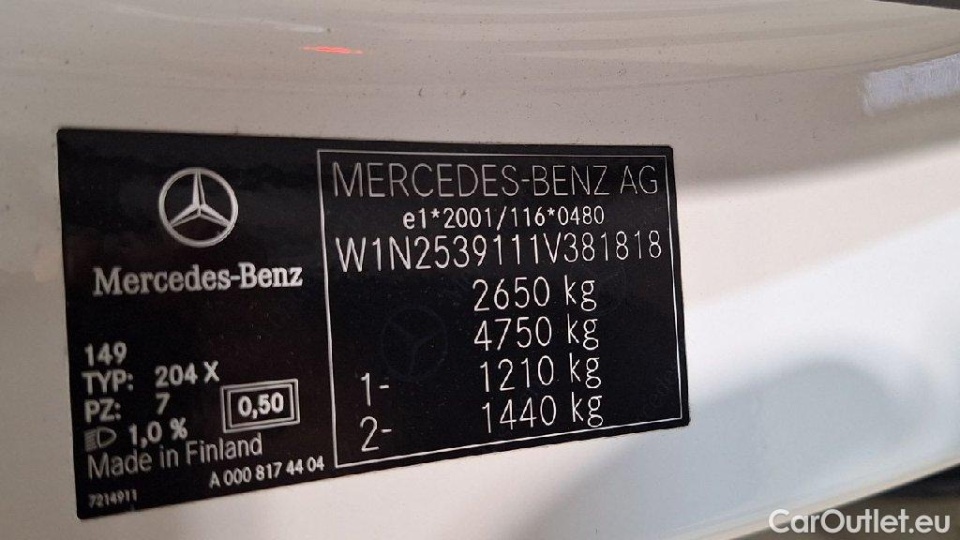 Mercedes-Benz
149
TYP: 204 X
PZ: 7
0,50
1,0 %
Made in Finland
A 000 817 44 04
7214911
MERCEDES-BENZ AG
e1*2001/116*0480
W1N2539111V381818
2650 kg
4750 kg
1- 1210 kg
2- 1440 kg
CarOutlet.eu